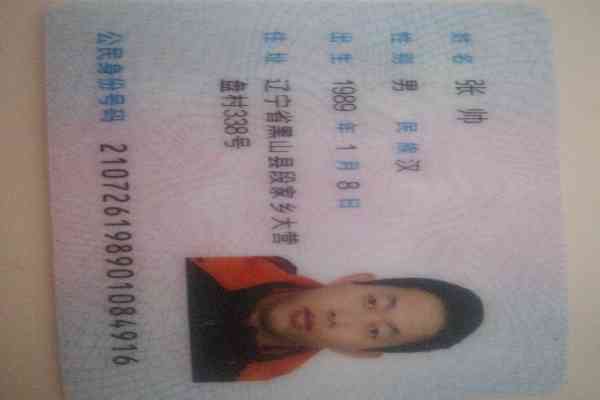 姓名 张帅
性别 男 民族 汉
出生 1989 年 1 月 8 日
住址 辽宁省黑山县段家乡大营
盘村338号
公民身份号码 210726198901084916